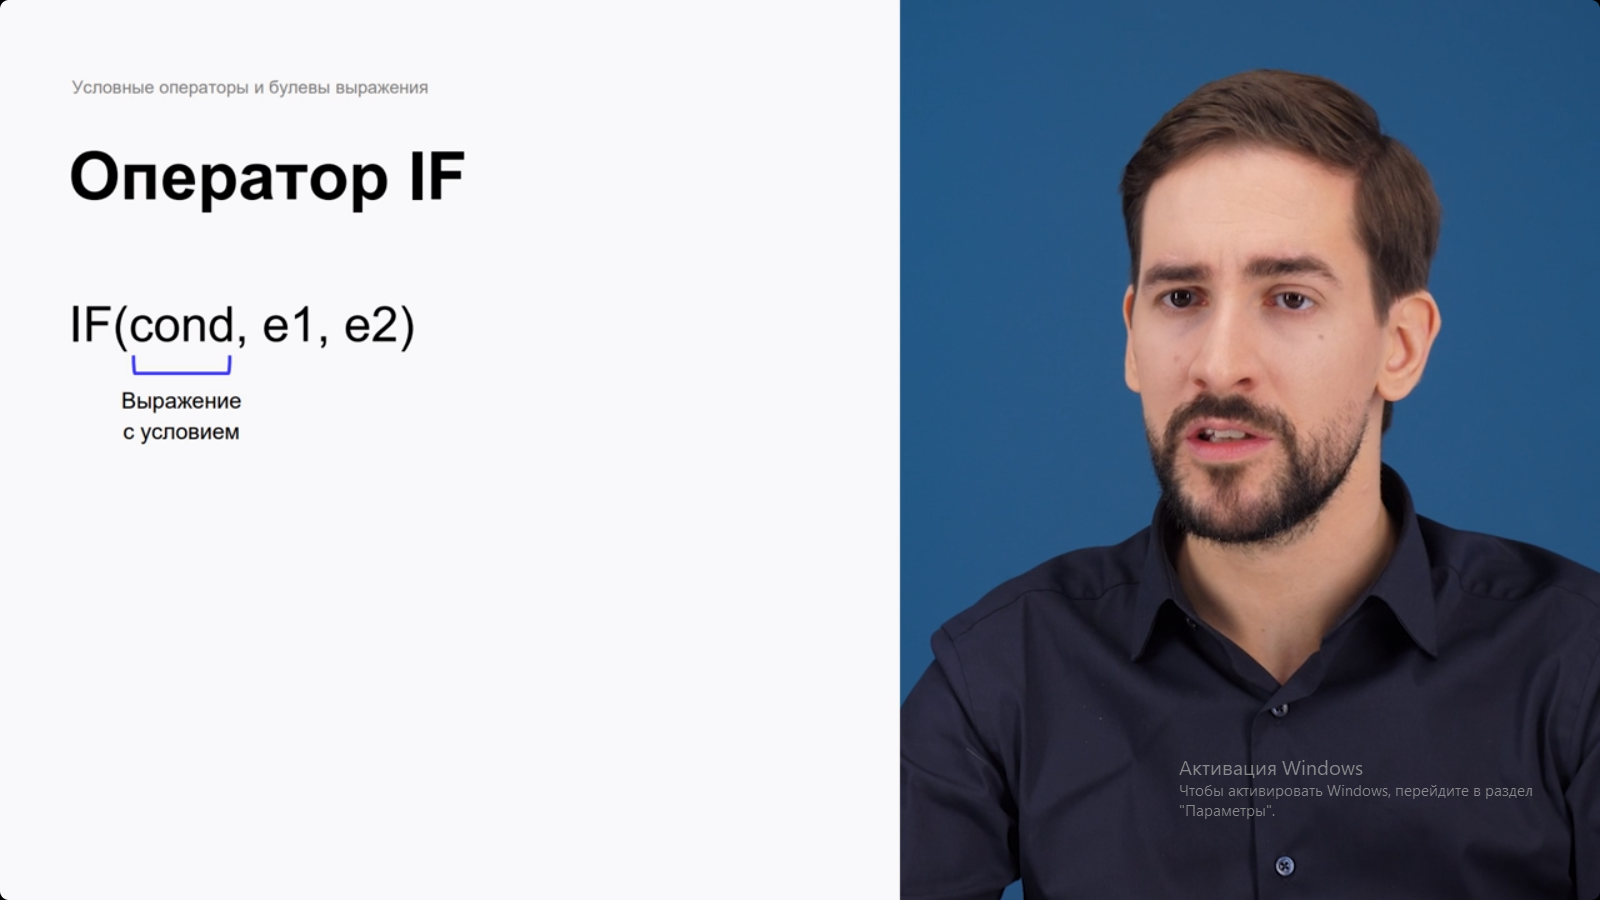 Условные операторы и булевы выражения
Оператор IF
IF(cond, e1, e2)
Выражение
с условием
Активация Windows
Чтобы активировать Windows, перейдите в раздел
"Параметры".